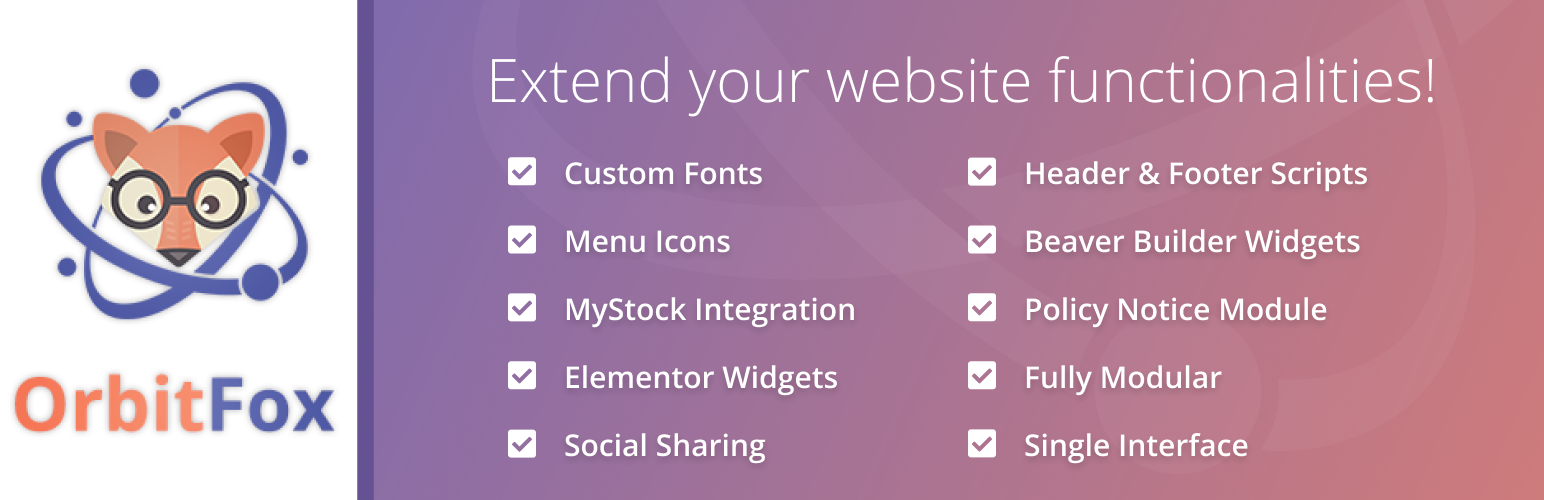 OrbitFox
Extend your website functionalities!
Custom Fonts
Menu Icons
MyStock Integration
Elementor Widgets
Social Sharing
Header & Footer Scripts
Beaver Builder Widgets
Policy Notice Module
Fully Modular
Single Interface